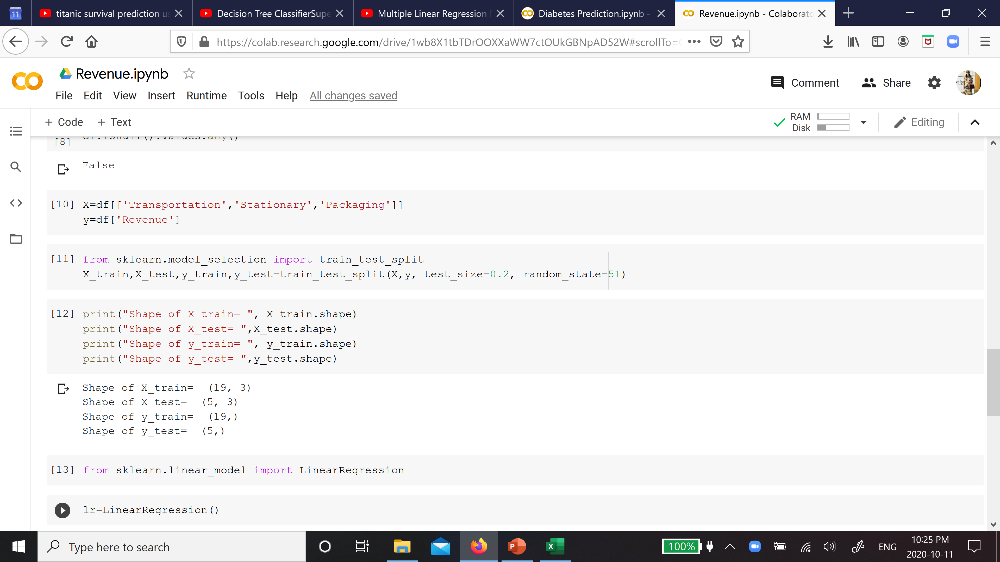 11
titanic survival prediction us
Decision Tree ClassifierSupe
Multiple Linear Regression
Diabetes Prediction.ipynb -
Revenue.ipynb - Colaborato
https://colab.research.google.com/drive/1wb8X1tbTDrOOXXaWW7ctOUkGBNpAD52W#scrollTo=
Revenue.ipynb
Comment
Share
File Edit View Insert Runtime Tools Help All changes saved
+ Code + Text
RAM
Disk
Editing
[8] df.isnull().values.any()
False
[10] X=df[['Transportation','Stationary','Packaging']]
y=df['Revenue']
[11] from sklearn.model_selection import train_test_split
X_train,X_test,y_train,y_test=train_test_split(X,y, test_size=0.2, random_state=51)
[12] print("Shape of X_train= ", X_train.shape)
print("Shape of X_test= ",X_test.shape)
print("Shape of y_train= ", y_train.shape)
print("Shape of y_test= ",y_test.shape)
Shape of X_train=  (19, 3)
Shape of X_test=  (5, 3)
Shape of y_train=  (19,)
Shape of y_test=  (5,)
[13] from sklearn.linear_model import LinearRegression
lr=LinearRegression()
Type here to search
P
X
100%
ENG
10:25 PM
2020-10-11